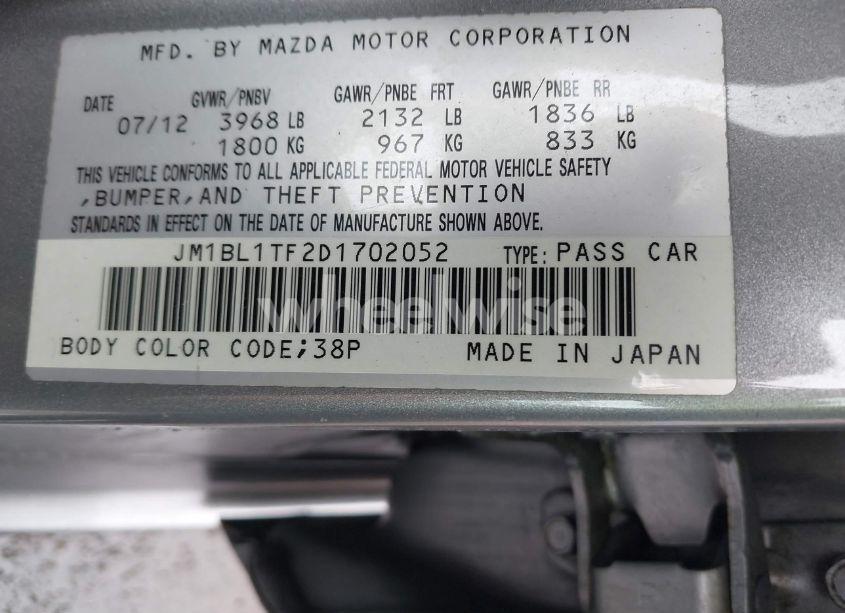 MFD. BY MAZDA MOTOR CORPORATION
DATE GVWR/PNBV GAWR/PNBE FRT GAWR/PNBE RR
07/12 3968 LB 2132 LB 1836 LB
1800 KG 967 KG 833 KG
THIS VEHICLE CONFORMS TO ALL APPLICABLE FEDERAL MOTOR VEHICLE SAFETY
,BUMPER,AND THEFT PREVENTION
STANDARDS IN EFFECT ON THE DATE OF MANUFACTURE SHOWN ABOVE.
JM1BL1TF2D1702052 TYPE: PASS CAR
wheelwise
BODY COLOR CODE;38P MADE IN JAPAN